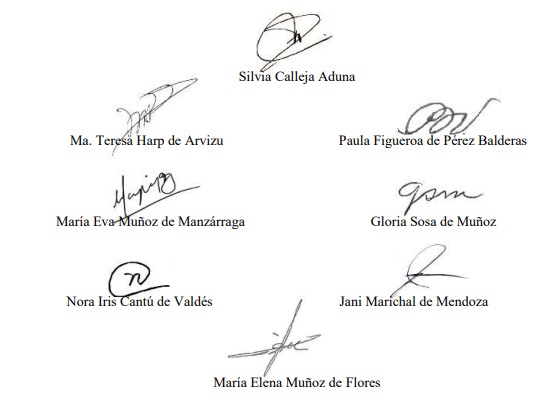 Silvia Calleja Aduna
Ma. Teresa Harp de Arvizu
Paula Figueroa de Pérez Balderas
María Eva Muñoz de Manzárraga
Gloria Sosa de Muñoz
Nora Iris Cantú de Valdés
Jani Marichal de Mendoza
María Elena Muñoz de Flores